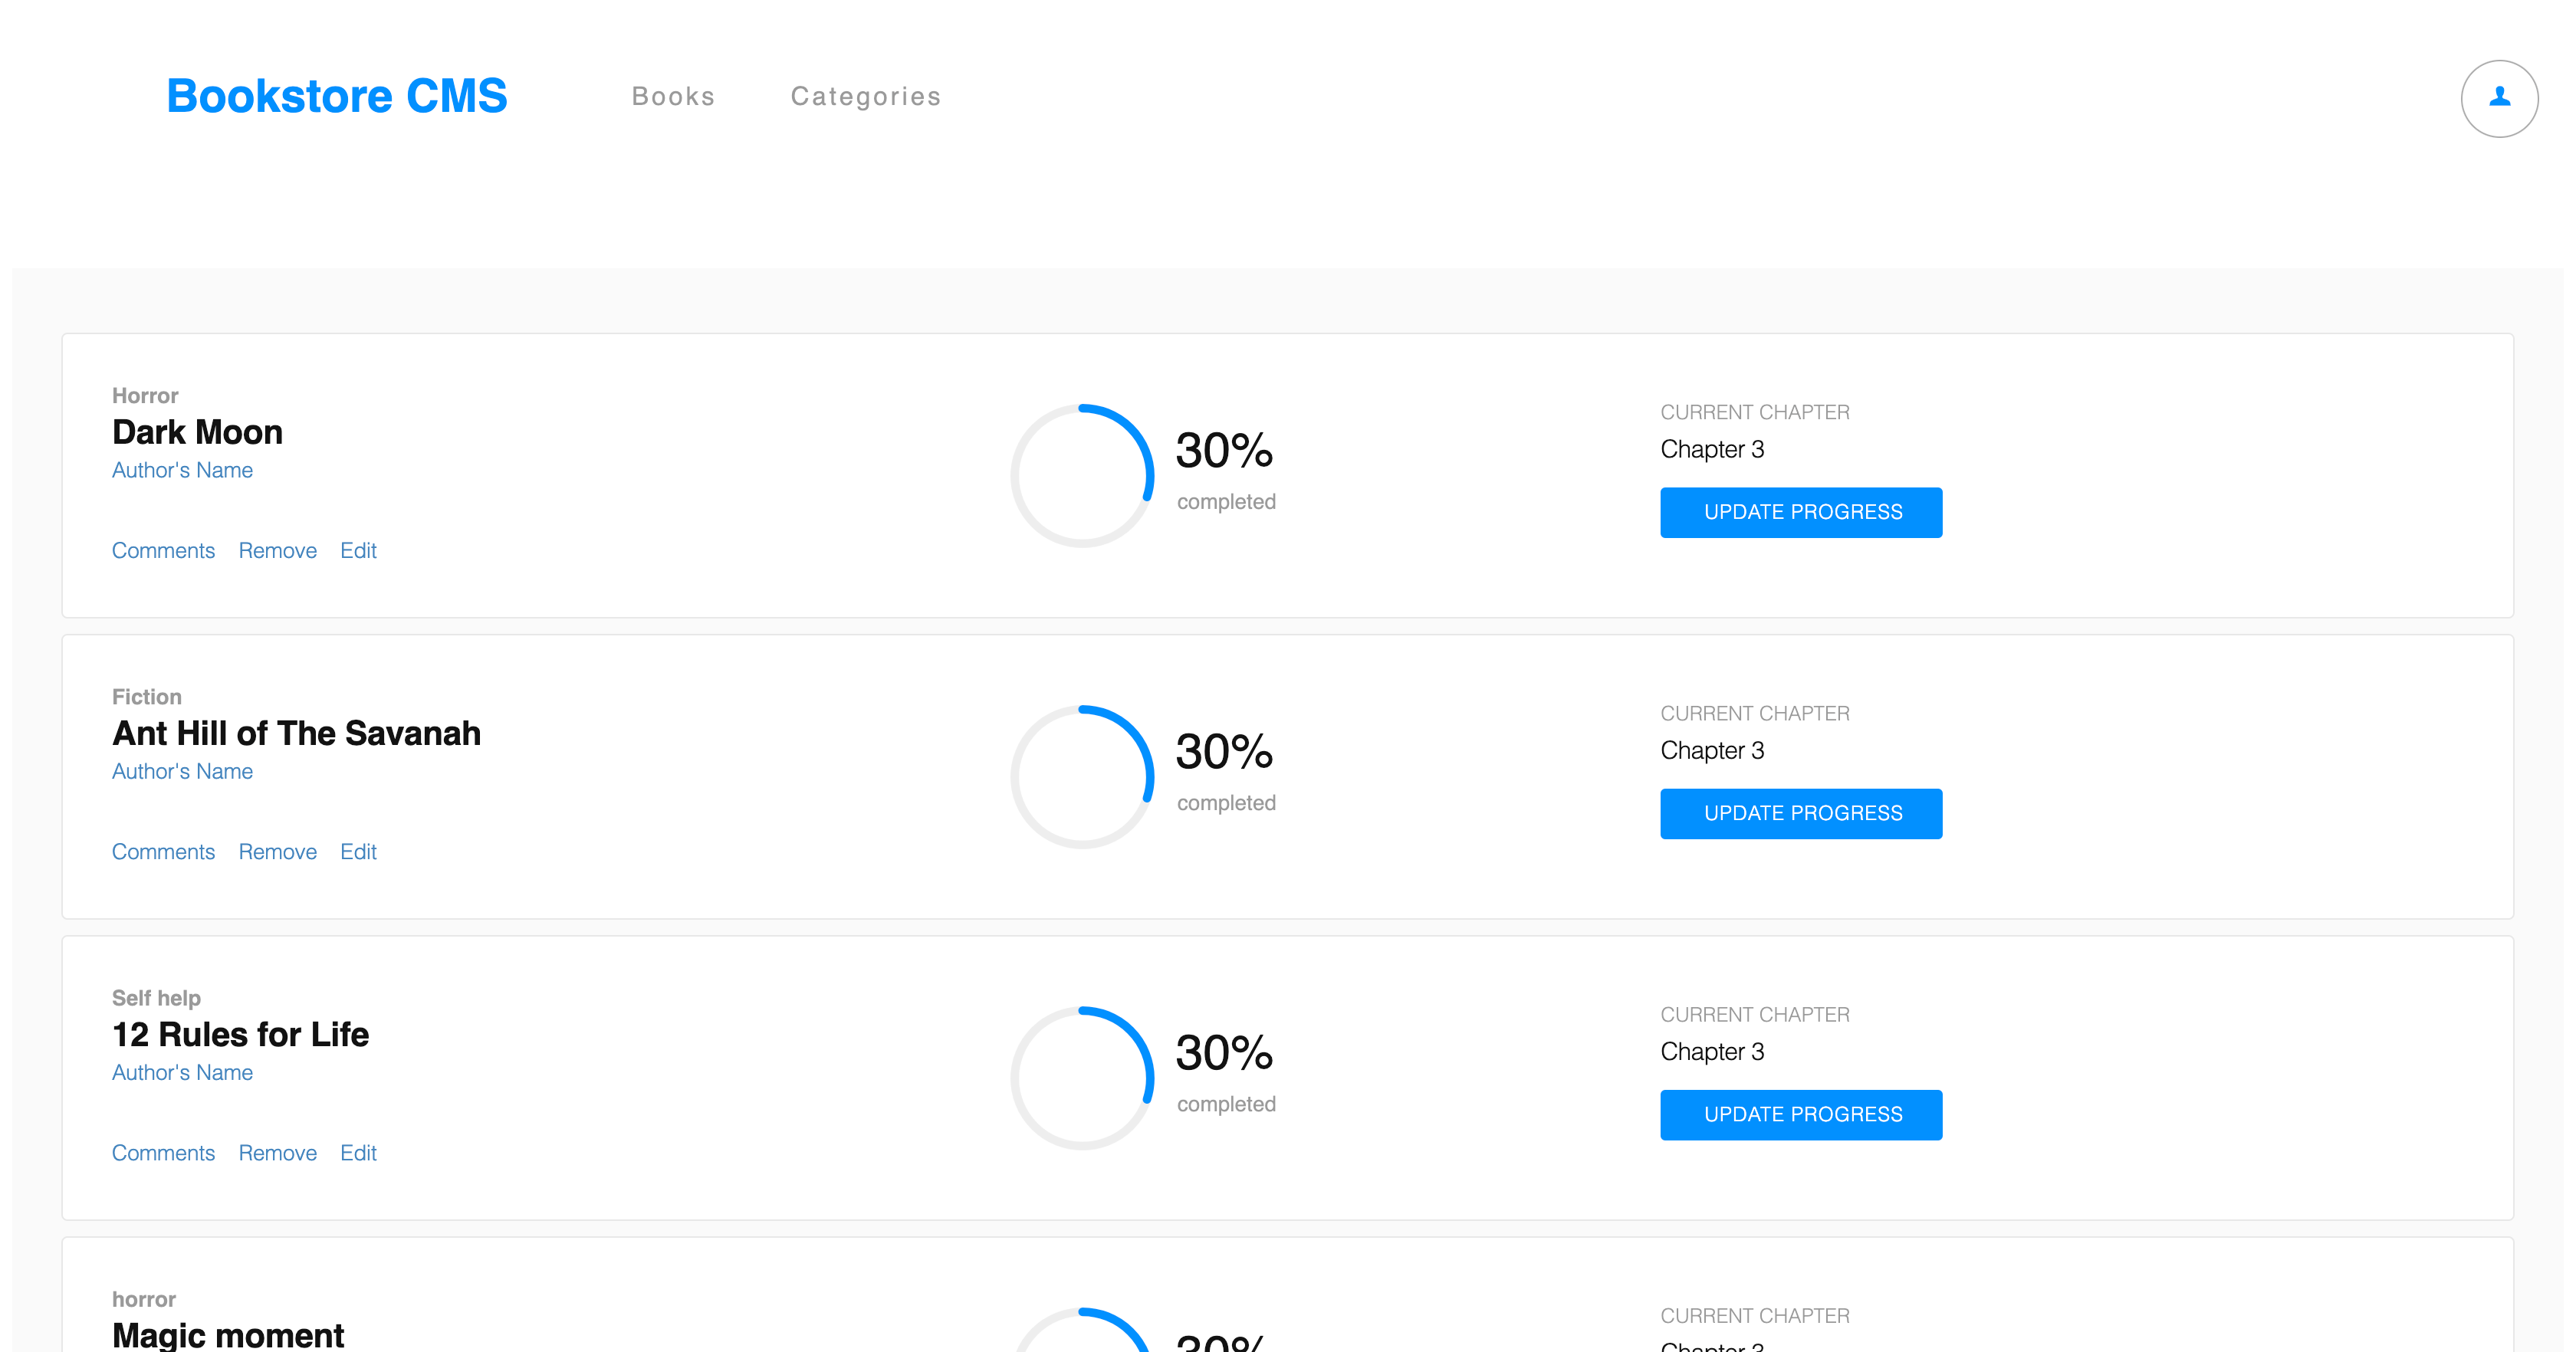 Bookstore CMS Books Categories
Horror
Dark Moon
Author's Name
Comments Remove Edit
30%
completed
CURRENT CHAPTER
Chapter 3
UPDATE PROGRESS
Fiction
Ant Hill of The Savanah
Author's Name
Comments Remove Edit
30%
completed
CURRENT CHAPTER
Chapter 3
UPDATE PROGRESS
Self help
12 Rules for Life
Author's Name
Comments Remove Edit
30%
completed
CURRENT CHAPTER
Chapter 3
UPDATE PROGRESS
horror
Magic moment
30%
CURRENT CHAPTER
Chapter 3